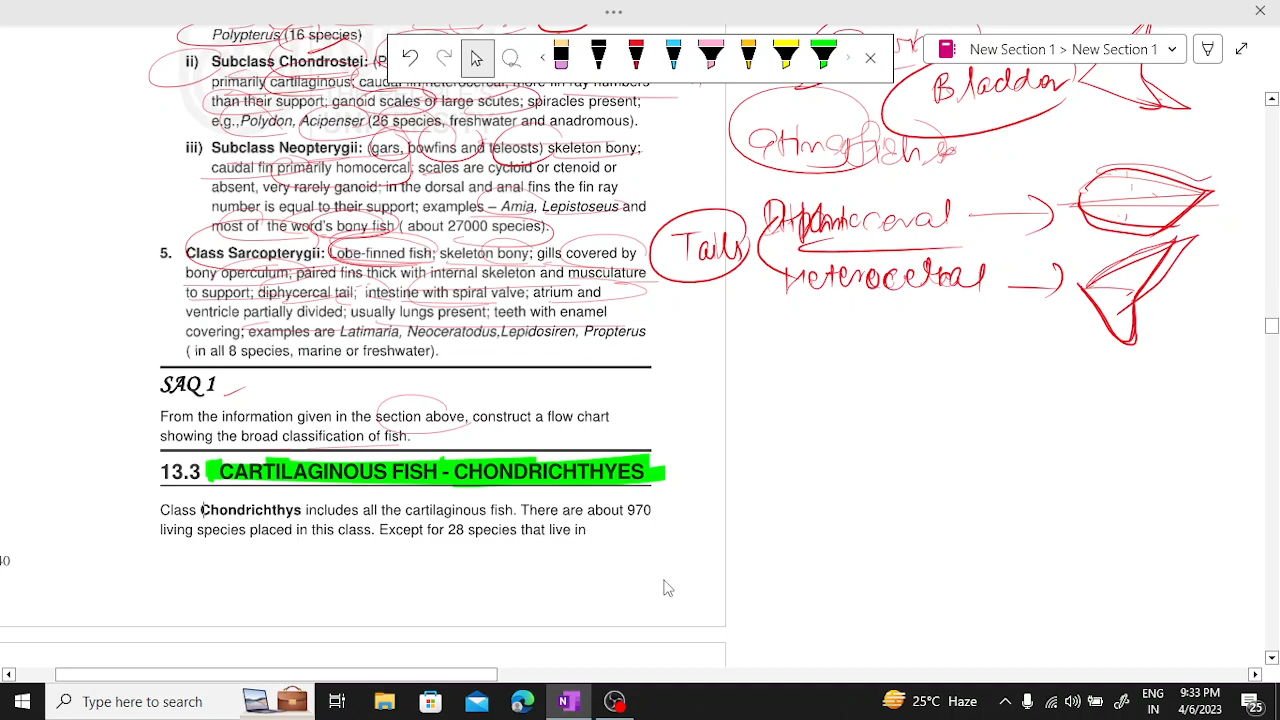 New Section 1 > New Section 1
Polypterus (16 species)
ii) Subclass Chondrostei:
primarily cartilaginous caudal fin heterocercal, more fin ray numbers
than their support; ganoid scales or large scutes; spiracles present;
e.g.,Polydon, Acipenser (26 species, freshwater and anadromous).
iii) Subclass Neopterygii: (gars, bowfins and teleosts) skeleton bony;
caudal fin primarily homocercal; scales are cycloid or ctenoid or
absent, very rarely ganoid; in the dorsal and anal fins the fin ray
number is equal to their support; examples – Amia, Lepistoseus and
most of the word's bony fish ( about 27000 species).
5. Class Sarcopterygii: Lobe-finned fish; skeleton bony; gills covered by
bony operculum; paired fins thick with internal skeleton and musculature
to support; diphycercal tail; intestine with spiral valve; atrium and
ventricle partially divided; usually lungs present; teeth with enamel
covering; examples are Latimaria, Neoceratodus,Lepidosiren, Propterus
( in all 8 species, marine or freshwater).
SAQ 1
From the information given in the section above, construct a flow chart
showing the broad classification of fish.
13.3 CARTILAGINOUS FISH - CHONDRICHTHYES
Class Chondrichthys includes all the cartilaginous fish. There are about 970
living species placed in this class. Except for 28 species that live in
40
Bladder
Tails
Heterocercal
Type here to search
25°C Haze
ENG
IN
9:33 PM
4/6/2023
25